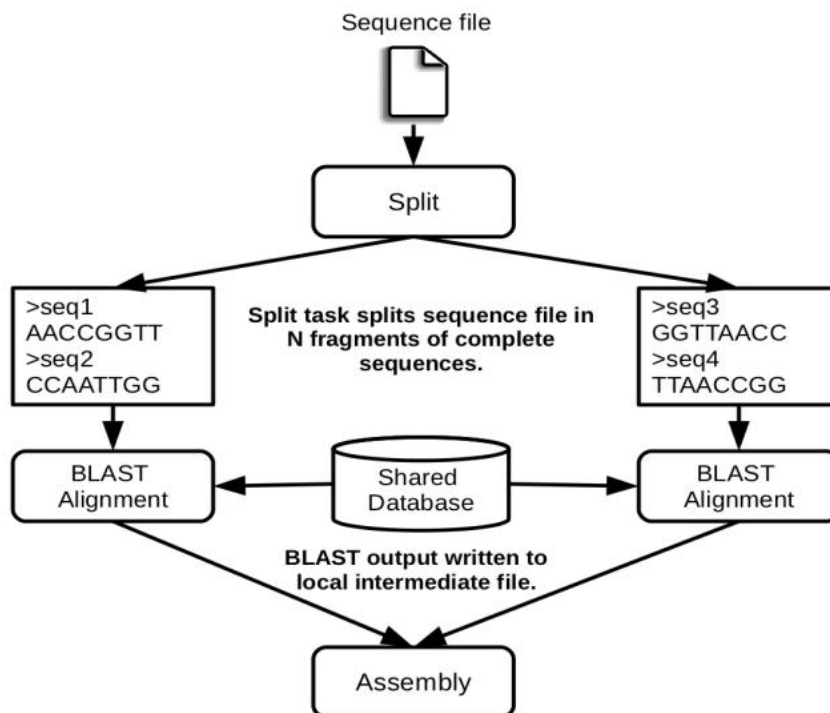 Sequence file
Split
>seq1
AACCGGTT
>seq2
CCAATTGG
Split task splits sequence file in
N fragments of complete
sequences.
>seq3
GGTTAACC
>seq4
TTAACCGG
BLAST
Alignment
Shared
Database
BLAST
Alignment
BLAST output written to
local intermediate file.
Assembly